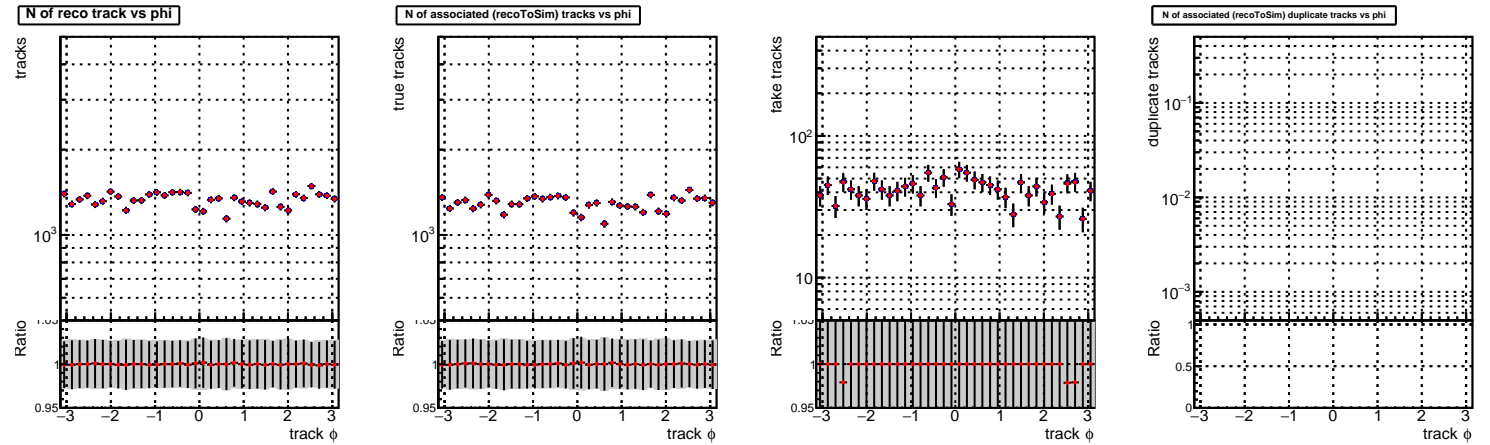 N of reco track vs phi
tracks
10³
Ratio
1.05
1
0.95
−3 −2 −1 0 1 2 3
track φ
N of associated (recoToSim) tracks vs phi
true tracks
10³
Ratio
1.05
1
0.95
−3 −2 −1 0 1 2 3
track φ
fake tracks
10²
10
Ratio
1.05
1
0.95
−3 −2 −1 0 1 2 3
track φ
N of associated (recoToSim) duplicate tracks vs phi
duplicate tracks
10⁻¹
10⁻²
10⁻³
Ratio
1
0.5
0
−3 −2 −1 0 1 2 3
track φ